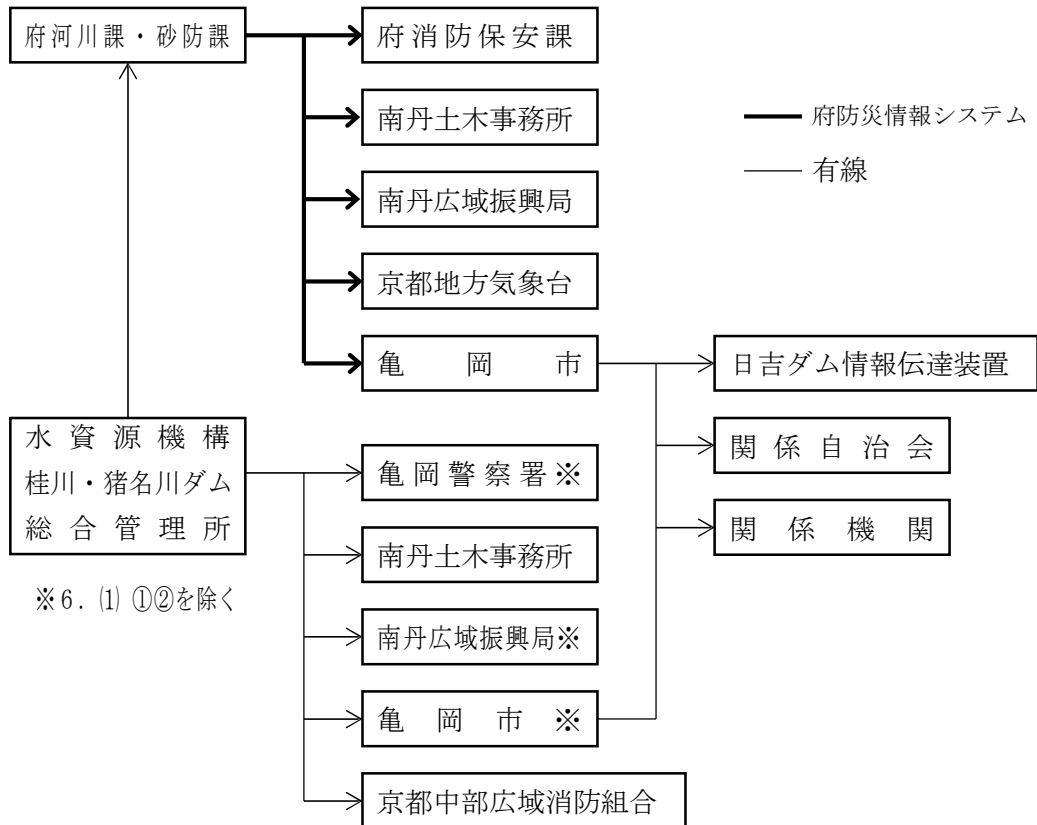 府河川課・砂防課
府消防保安課
南丹土木事務所
府防災情報システム
有線
南丹広域振興局
京都地方気象台
亀岡市
日吉ダム情報伝達装置
水資源機構
桂川・猪名川ダム
総合管理所
関係自治会
亀岡警察署※
関係機関
南丹土木事務所
※6．⑴ ①②を除く
南丹広域振興局※
亀岡市※
京都中部広域消防組合